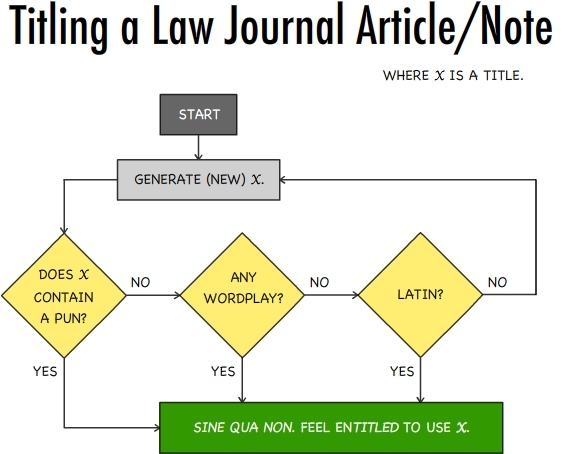 Titling a Law Journal Article/Note
WHERE X IS A TITLE.
START
GENERATE (NEW) X.
DOES X
CONTAIN
A PUN?
NO
ANY
WORDPLAY?
NO
LATIN?
NO
YES
YES
YES
SINE QUA NON. FEEL ENTITLED TO USE X.